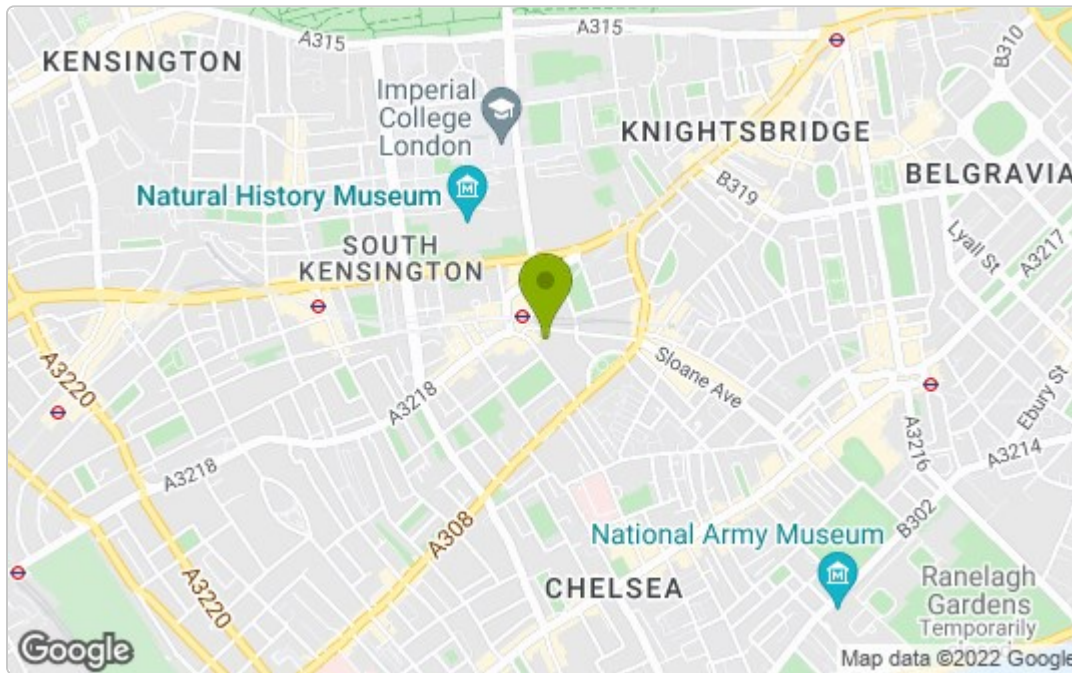 A315
A315
B310
KENSINGTON
Imperial
College
London
KNIGHTSBRIDGE
BELGRAVIA
B319
Natural History Museum
Lyall St
A3217
SOUTH
KENSINGTON
A3220
Sloane Ave
A3218
Ebury St
A3216
A3214
A3218
A308
B302
National Army Museum
CHELSEA
A3220
Ranelagh
Gardens
Temporarily
Google
Map data ©2022 Google